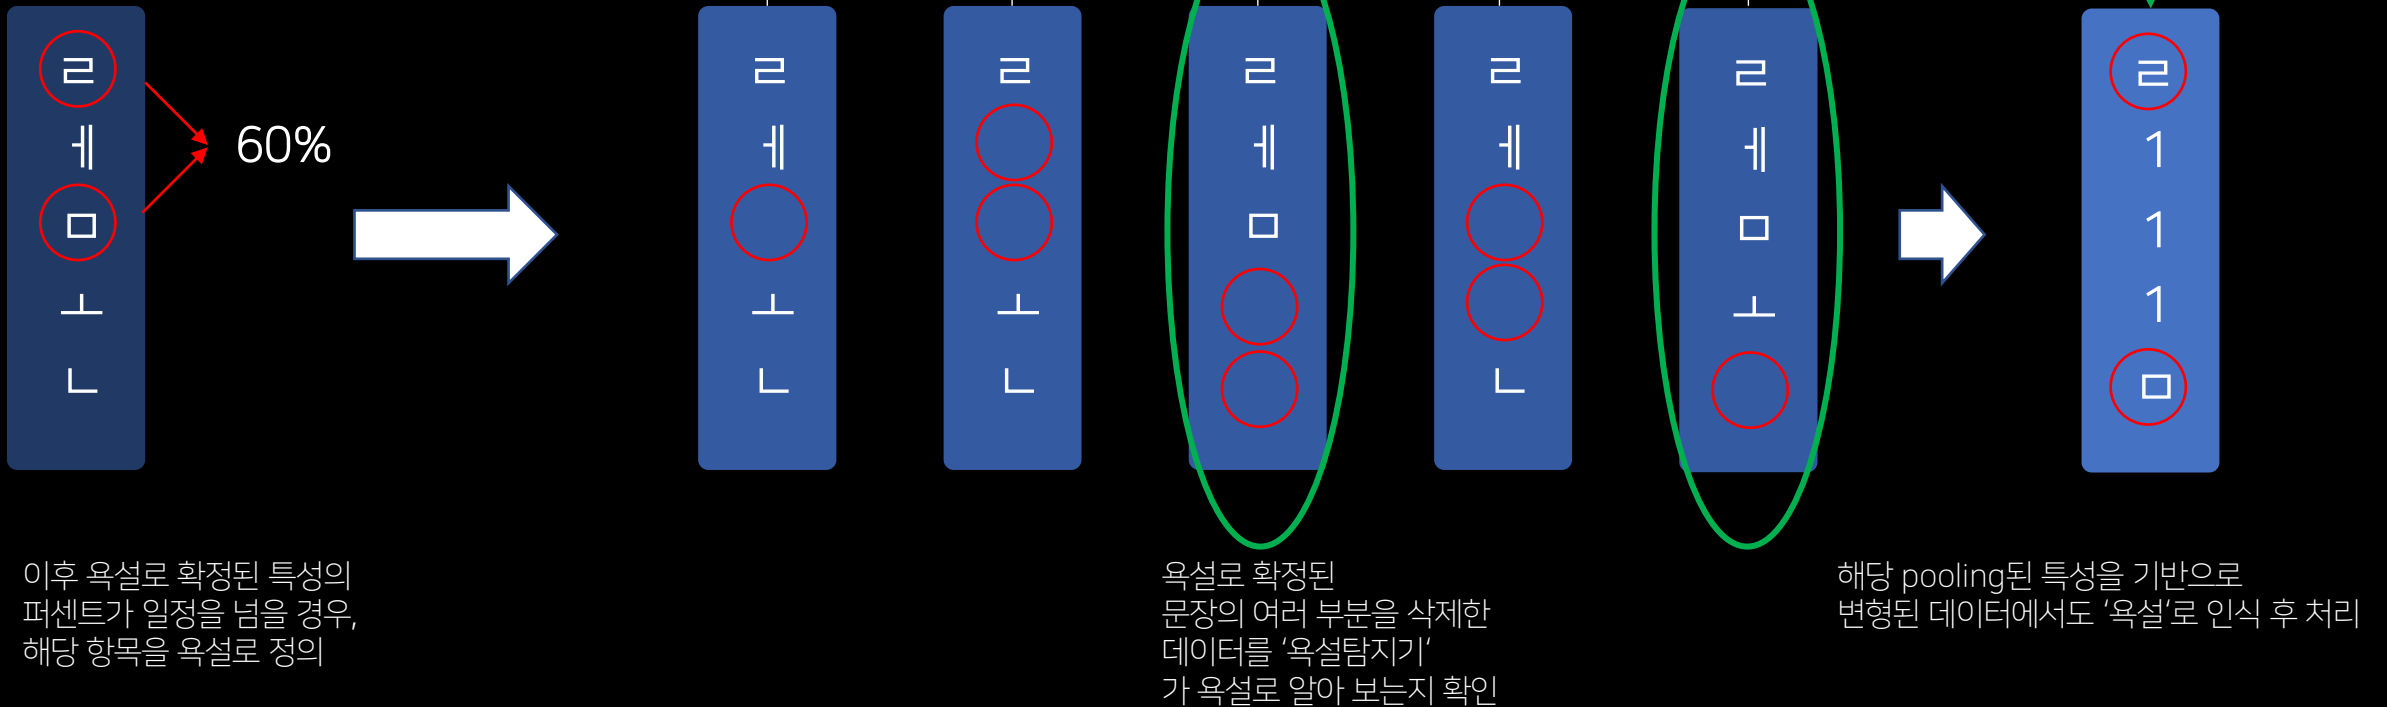 ㄹ
ㅔ
ㅁ
ㅗ
ㄴ
60%
ㄹ
ㅔ
ㅗ
ㄴ
ㄹ
ㅗ
ㄴ
ㄹ
ㅔ
ㅁ
ㄹ
ㅔ
ㄴ
ㄹ
ㅔ
ㅁ
ㅗ
ㄹ
1
1
1
ㅁ
이후 욕설로 확정된 특성의
퍼센트가 일정을 넘을 경우,
해당 항목을 욕설로 정의
욕설로 확정된
문장의 여러 부분을 삭제한
데이터를 ‘욕설탐지기‘
가 욕설로 알아 보는지 확인
해당 pooling된 특성을 기반으로
변형된 데이터에서도 ‘욕설‘로 인식 후 처리